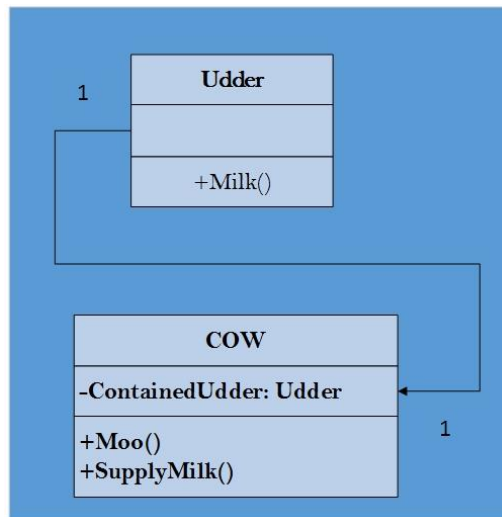 Udder
1
+Milk()
COW
-ContainedUdder: Udder
1
+Moo()
+SupplyMilk()